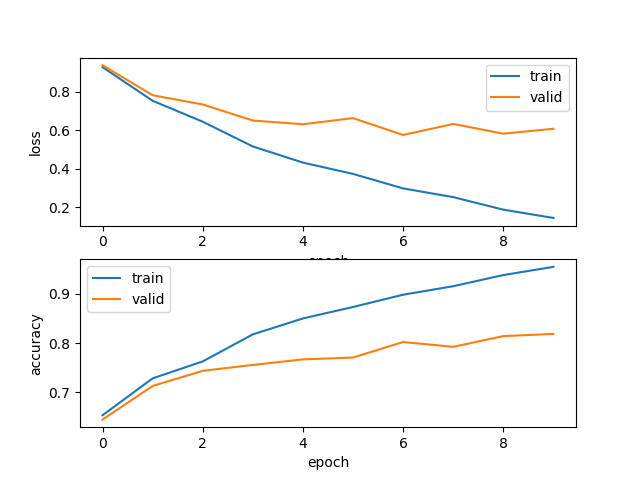 train
valid
loss
0.8
0.6
0.4
0.2
0 2 4 6 8
epoch
train
valid
accuracy
0.9
0.8
0.7
0 2 4 6 8
epoch